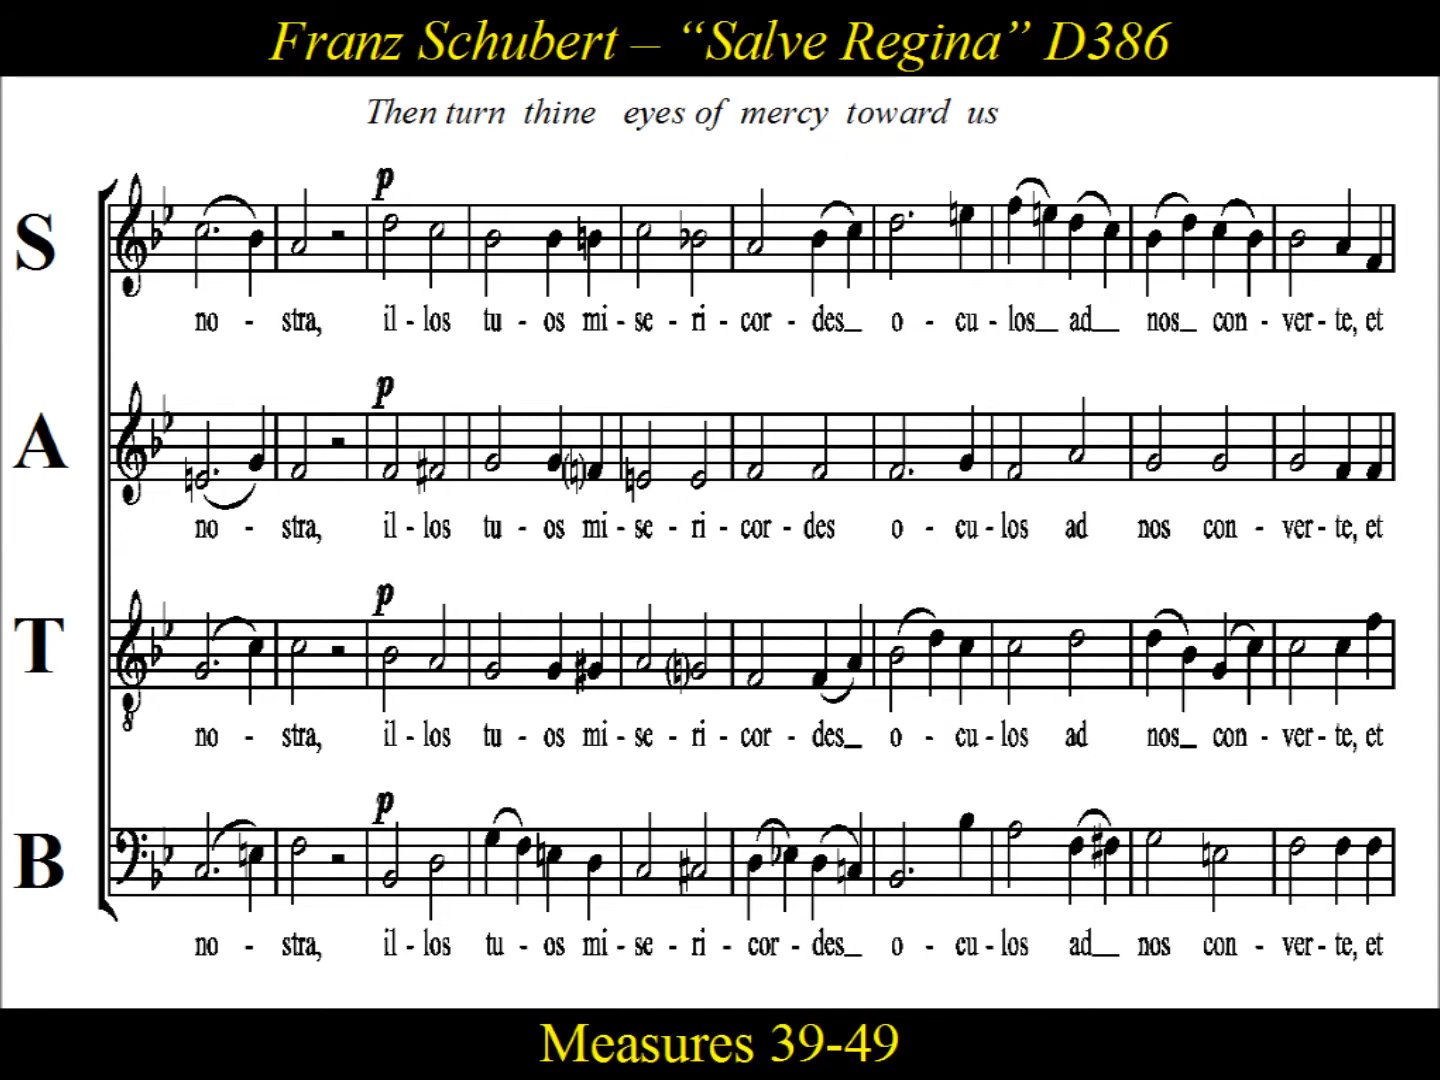 Franz Schubert – “Salve Regina” D386
Then turn thine eyes of mercy toward us
p
S
no - stra, il - los tu - os mi - se - ri - cor - des_ o - cu - los_ ad_ nos_ con - ver - te, et
p
A
no - stra, il - los tu - os mi - se - ri - cor - des o - cu - los ad nos con - ver - te, et
p
T
8
no - stra, il - los tu - os mi - se - ri - cor - des_ o - cu - los ad nos_ con - ver - te, et
p
B
no - stra, il - los tu - os mi - se - ri - cor - des_ o - cu - los ad_ nos con - ver - te, et
Measures 39-49